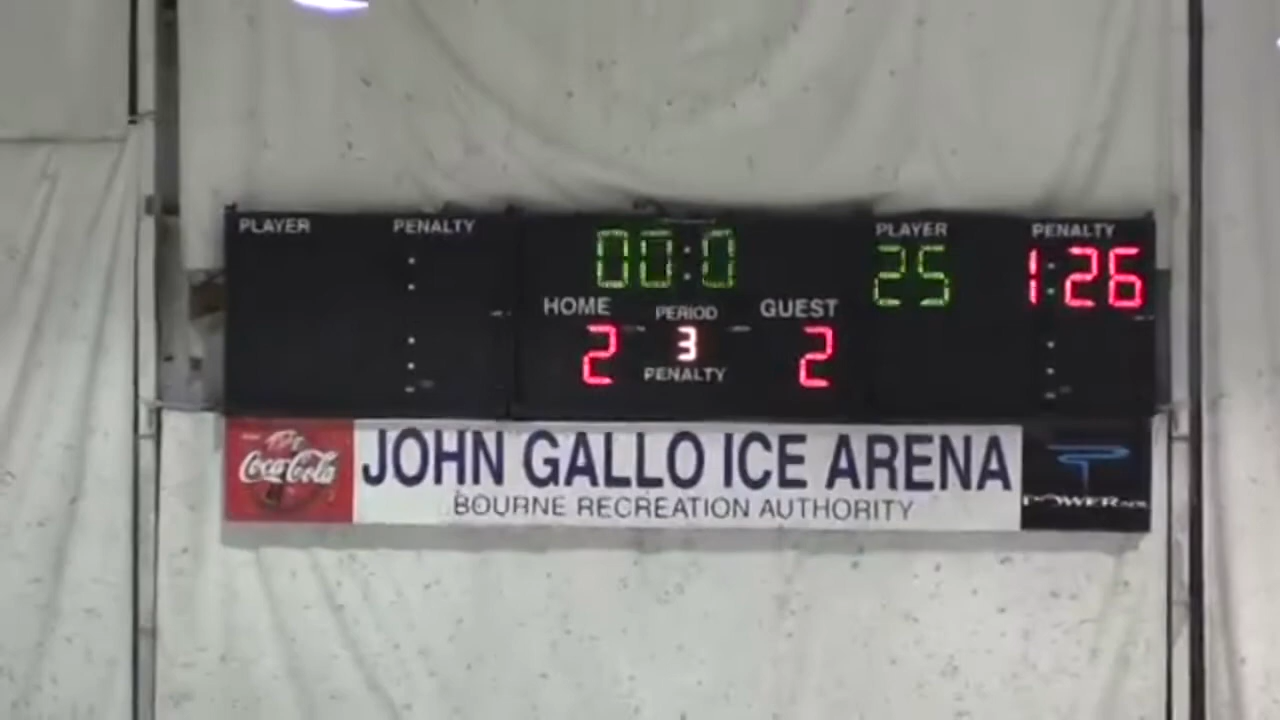 PLAYER PENALTY
00:0
PLAYER PENALTY
25 1:26
HOME PERIOD GUEST
2 3 2
PENALTY
Coca-Cola
JOHN GALLO ICE ARENA
BOURNE RECREATION AUTHORITY
POWERADE